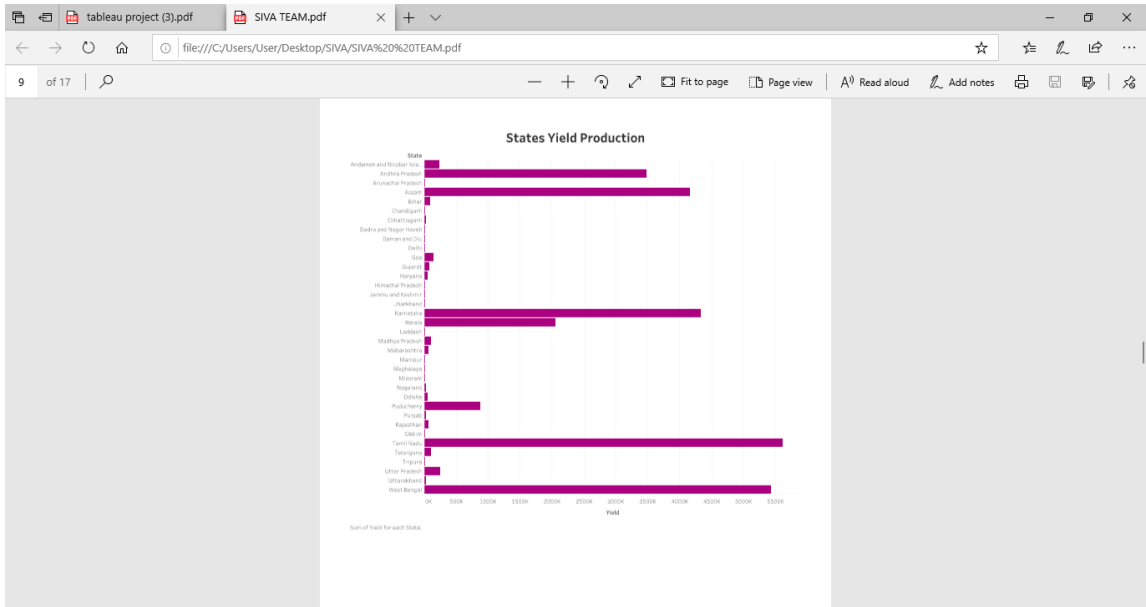 tableau project (3).pdf
SIVA TEAM.pdf
file:///C:/Users/User/Desktop/SIVA/SIVA%20%20TEAM.pdf
9 of 17 Fit to page Page view Read aloud Add notes
States Yield Production
State
Andaman and Nicobar Isla..
Andhra Pradesh
Arunachal Pradesh
Assam
Bihar
Chandigarh
Chhattisgarh
Dadra and Nagar Haveli
Daman and Diu
Delhi
Goa
Gujarat
Haryana
Himachal Pradesh
Jammu and Kashmir
Jharkhand
Karnataka
Kerala
Laddakh
Madhya Pradesh
Maharashtra
Manipur
Meghalaya
Mizoram
Nagaland
Odisha
Puducherry
Punjab
Rajasthan
Sikkim
Tamil Nadu
Telangana
Tripura
Uttar Pradesh
Uttarakhand
West Bengal
0K 500K 1000K 1500K 2000K 2500K 3000K 3500K 4000K 4500K 5000K 5500K
Yield
Sum of Yield for each State.